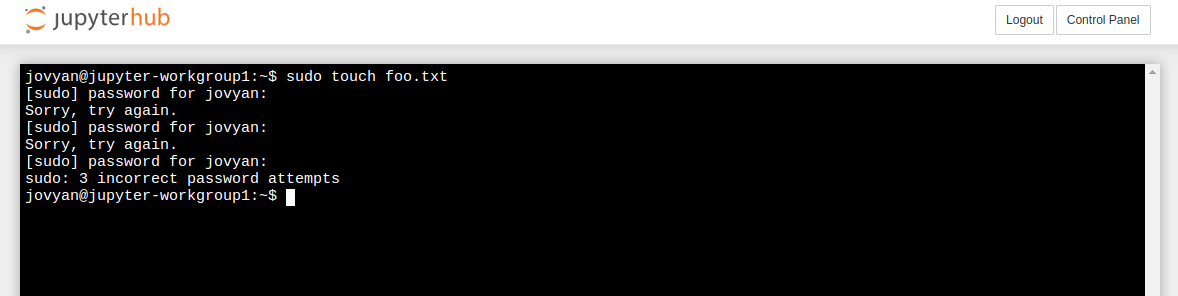 jupyterhub
Logout
Control Panel
jovyan@jupyter-workgroup1:~$ sudo touch foo.txt
[sudo] password for jovyan:
Sorry, try again.
[sudo] password for jovyan:
Sorry, try again.
[sudo] password for jovyan:
sudo: 3 incorrect password attempts
jovyan@jupyter-workgroup1:~$